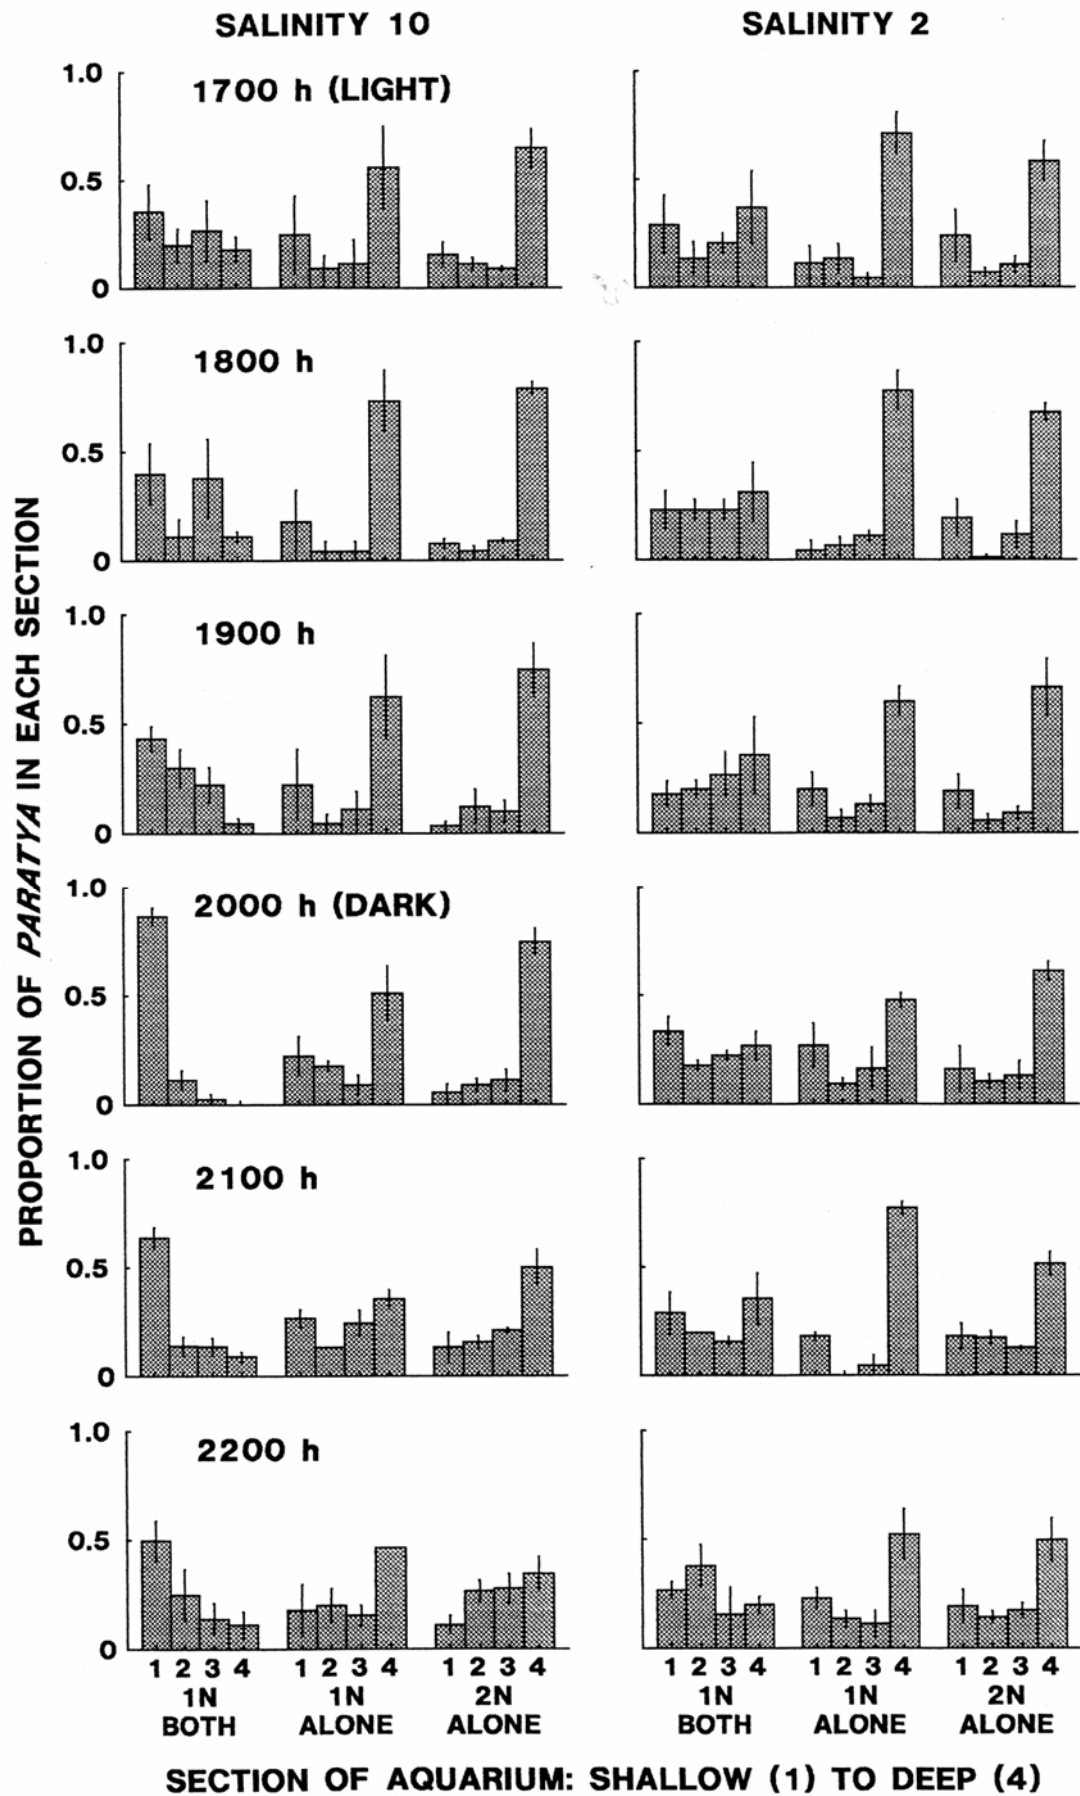 SALINITY 10 SALINITY 2
1.0
1700 h (LIGHT)
0.5
0
1.0
1800 h
0.5
0
1.0
1900 h
0.5
0
1.0
2000 h (DARK)
0.5
0
1.0
2100 h
0.5
0
1.0
2200 h
0.5
0
PROPORTION OF PARATYA IN EACH SECTION
1 2 3 4 1 2 3 4 1 2 3 4 1 2 3 4 1 2 3 4 1 2 3 4
1N 1N 2N 1N 1N 2N
BOTH ALONE ALONE BOTH ALONE ALONE
SECTION OF AQUARIUM: SHALLOW (1) TO DEEP (4)